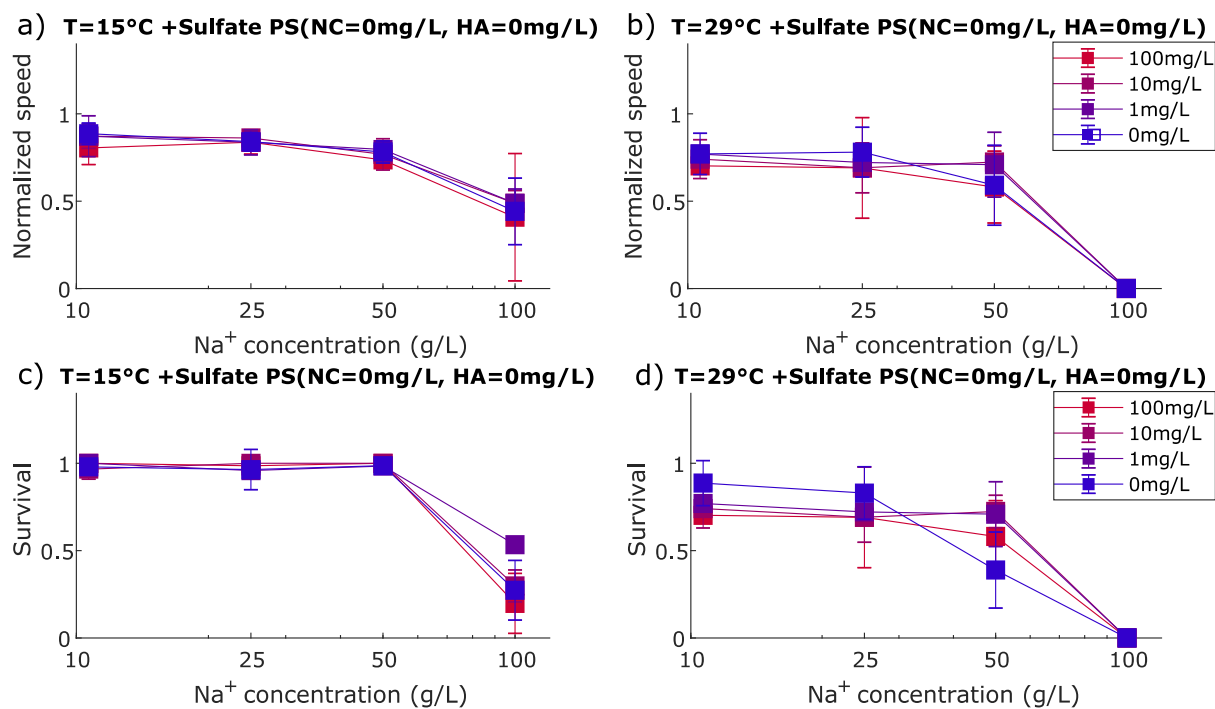 a) T=15°C +Sulfate PS(NC=0mg/L, HA=0mg/L)
Normalized speed
1
0.5
0
10 25 50 100
Na⁺ concentration (g/L)
b) T=29°C +Sulfate PS(NC=0mg/L, HA=0mg/L)
100mg/L
10mg/L
1mg/L
0mg/L
Normalized speed
1
0.5
0
10 25 50 100
Na⁺ concentration (g/L)
c) T=15°C +Sulfate PS(NC=0mg/L, HA=0mg/L)
Survival
1
0.5
0
10 25 50 100
Na⁺ concentration (g/L)
d) T=29°C +Sulfate PS(NC=0mg/L, HA=0mg/L)
100mg/L
10mg/L
1mg/L
0mg/L
Survival
1
0.5
0
10 25 50 100
Na⁺ concentration (g/L)